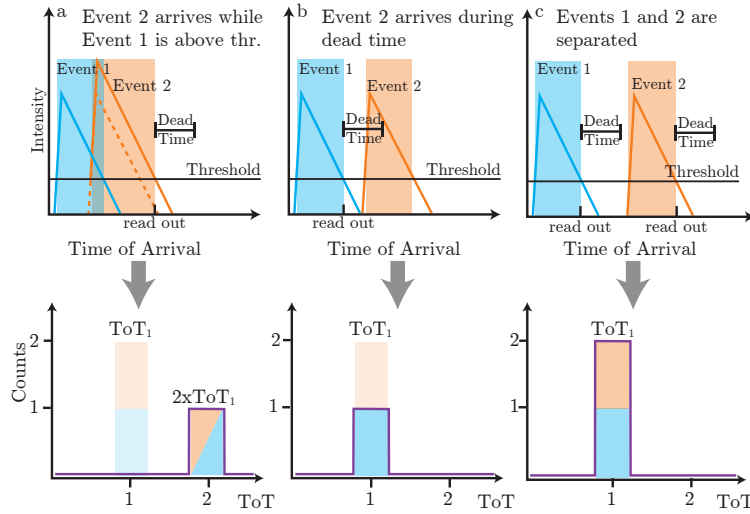 a
Event 2 arrives while
Event 1 is above thr.
Event 1
Event 2
Dead
Time
Threshold
Intensity
read out
Time of Arrival
b
Event 2 arrives during
dead time
Event 1
Event 2
Dead
Time
Threshold
read out
Time of Arrival
c
Events 1 and 2 are
separated
Event 1
Event 2
Dead
Time
Dead
Time
Threshold
read out
read out
Time of Arrival
Counts
2
1
ToT₁
2xToT₁
1
2
ToT
2
1
ToT₁
1
2
ToT
2
1
ToT₁
1
2
ToT